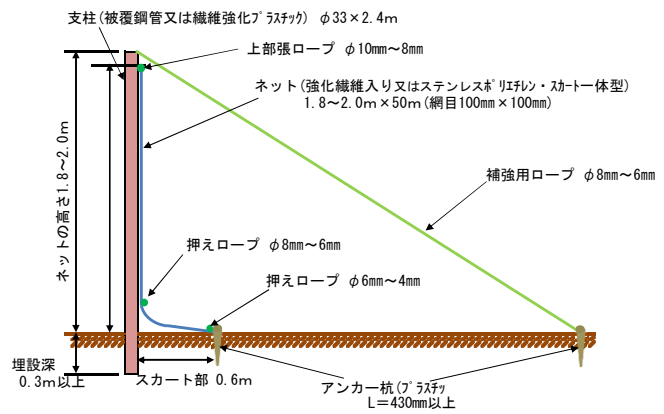 支柱(被覆鋼管又は繊維強化プラスチック) φ33×2.4m
上部張ロープ φ10mm~8mm
ネット(強化繊維入り又はステンレスポリエチレン・スカート一体型)
1.8~2.0m×50m(網目100mm×100mm)
補強用ロープ φ8mm~6mm
ネットの高さ1.8~2.0m
押えロープ φ8mm~6mm
押えロープ φ6mm~4mm
埋設深
0.3m以上
スカート部 0.6m
アンカー杭(プラスチッ
L=430mm以上